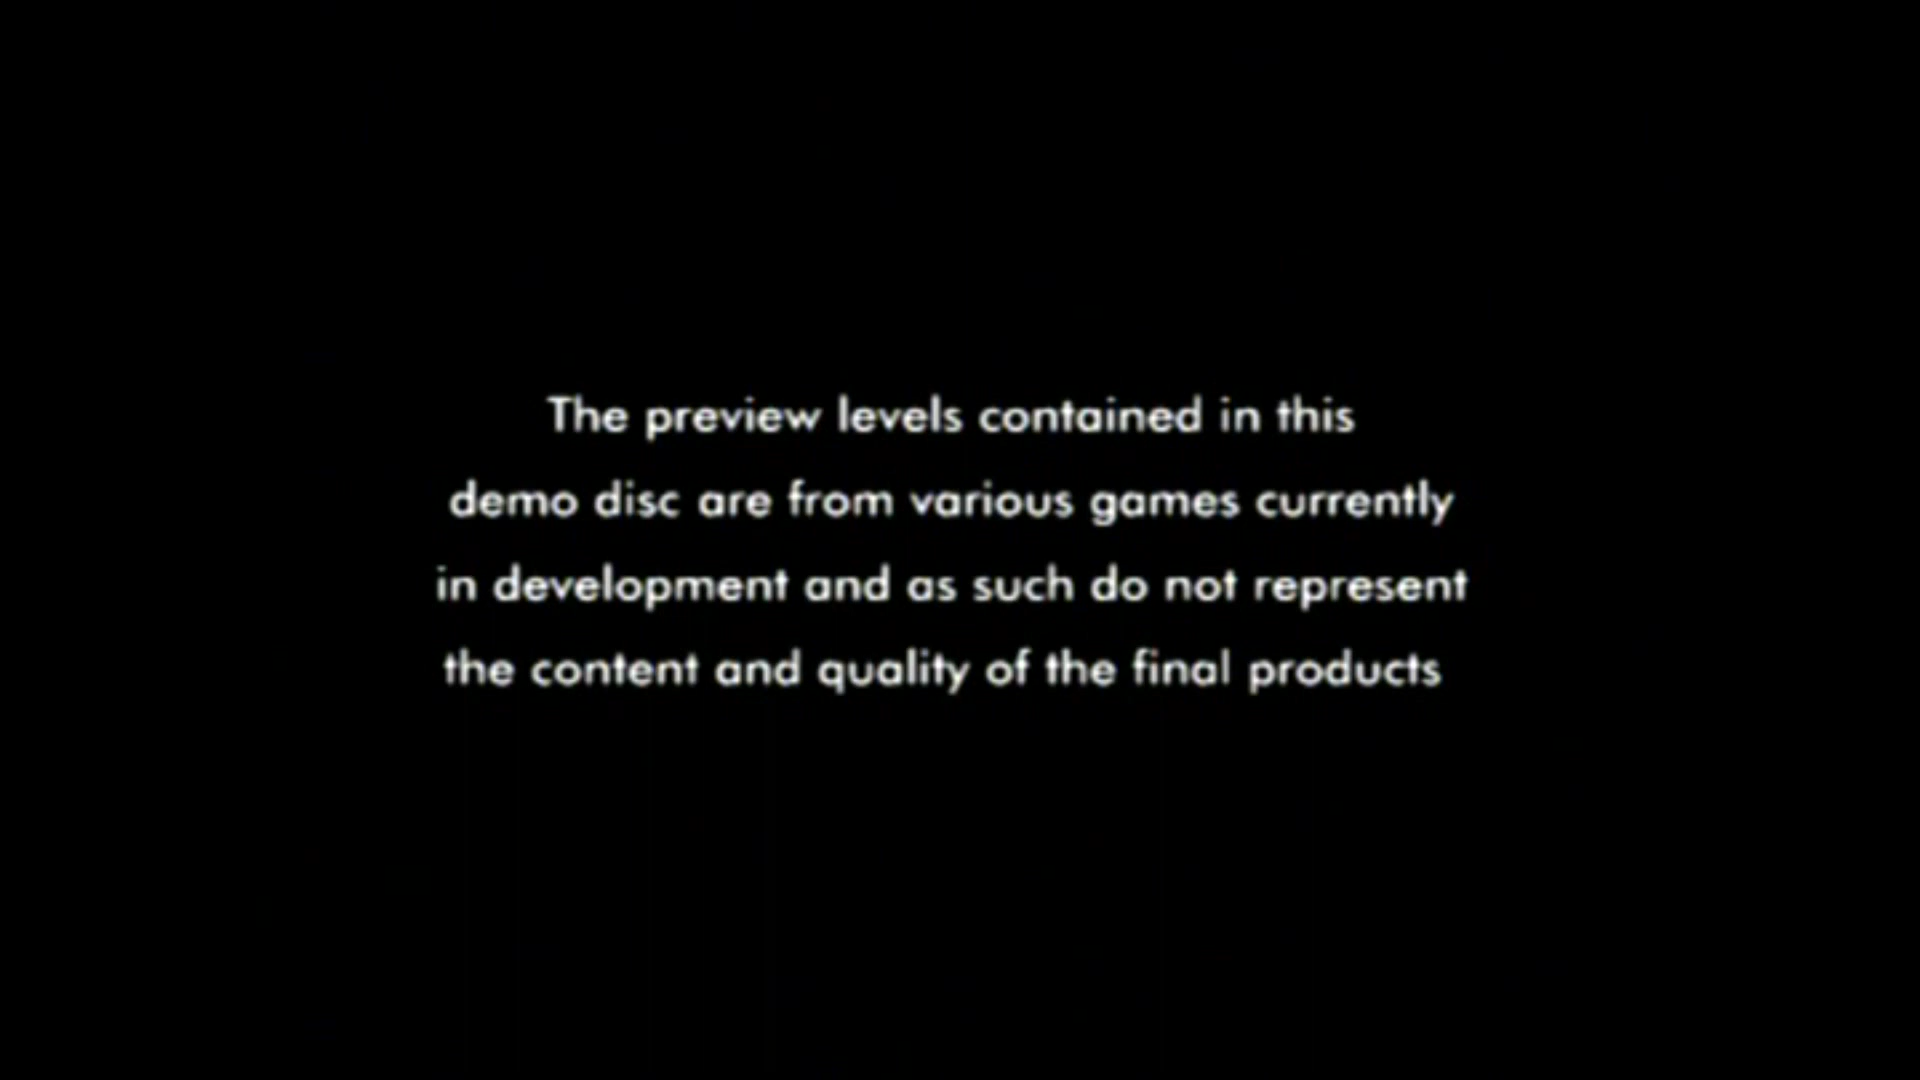 The preview levels contained in this
demo disc are from various games currently
in development and as such do not represent
the content and quality of the final products